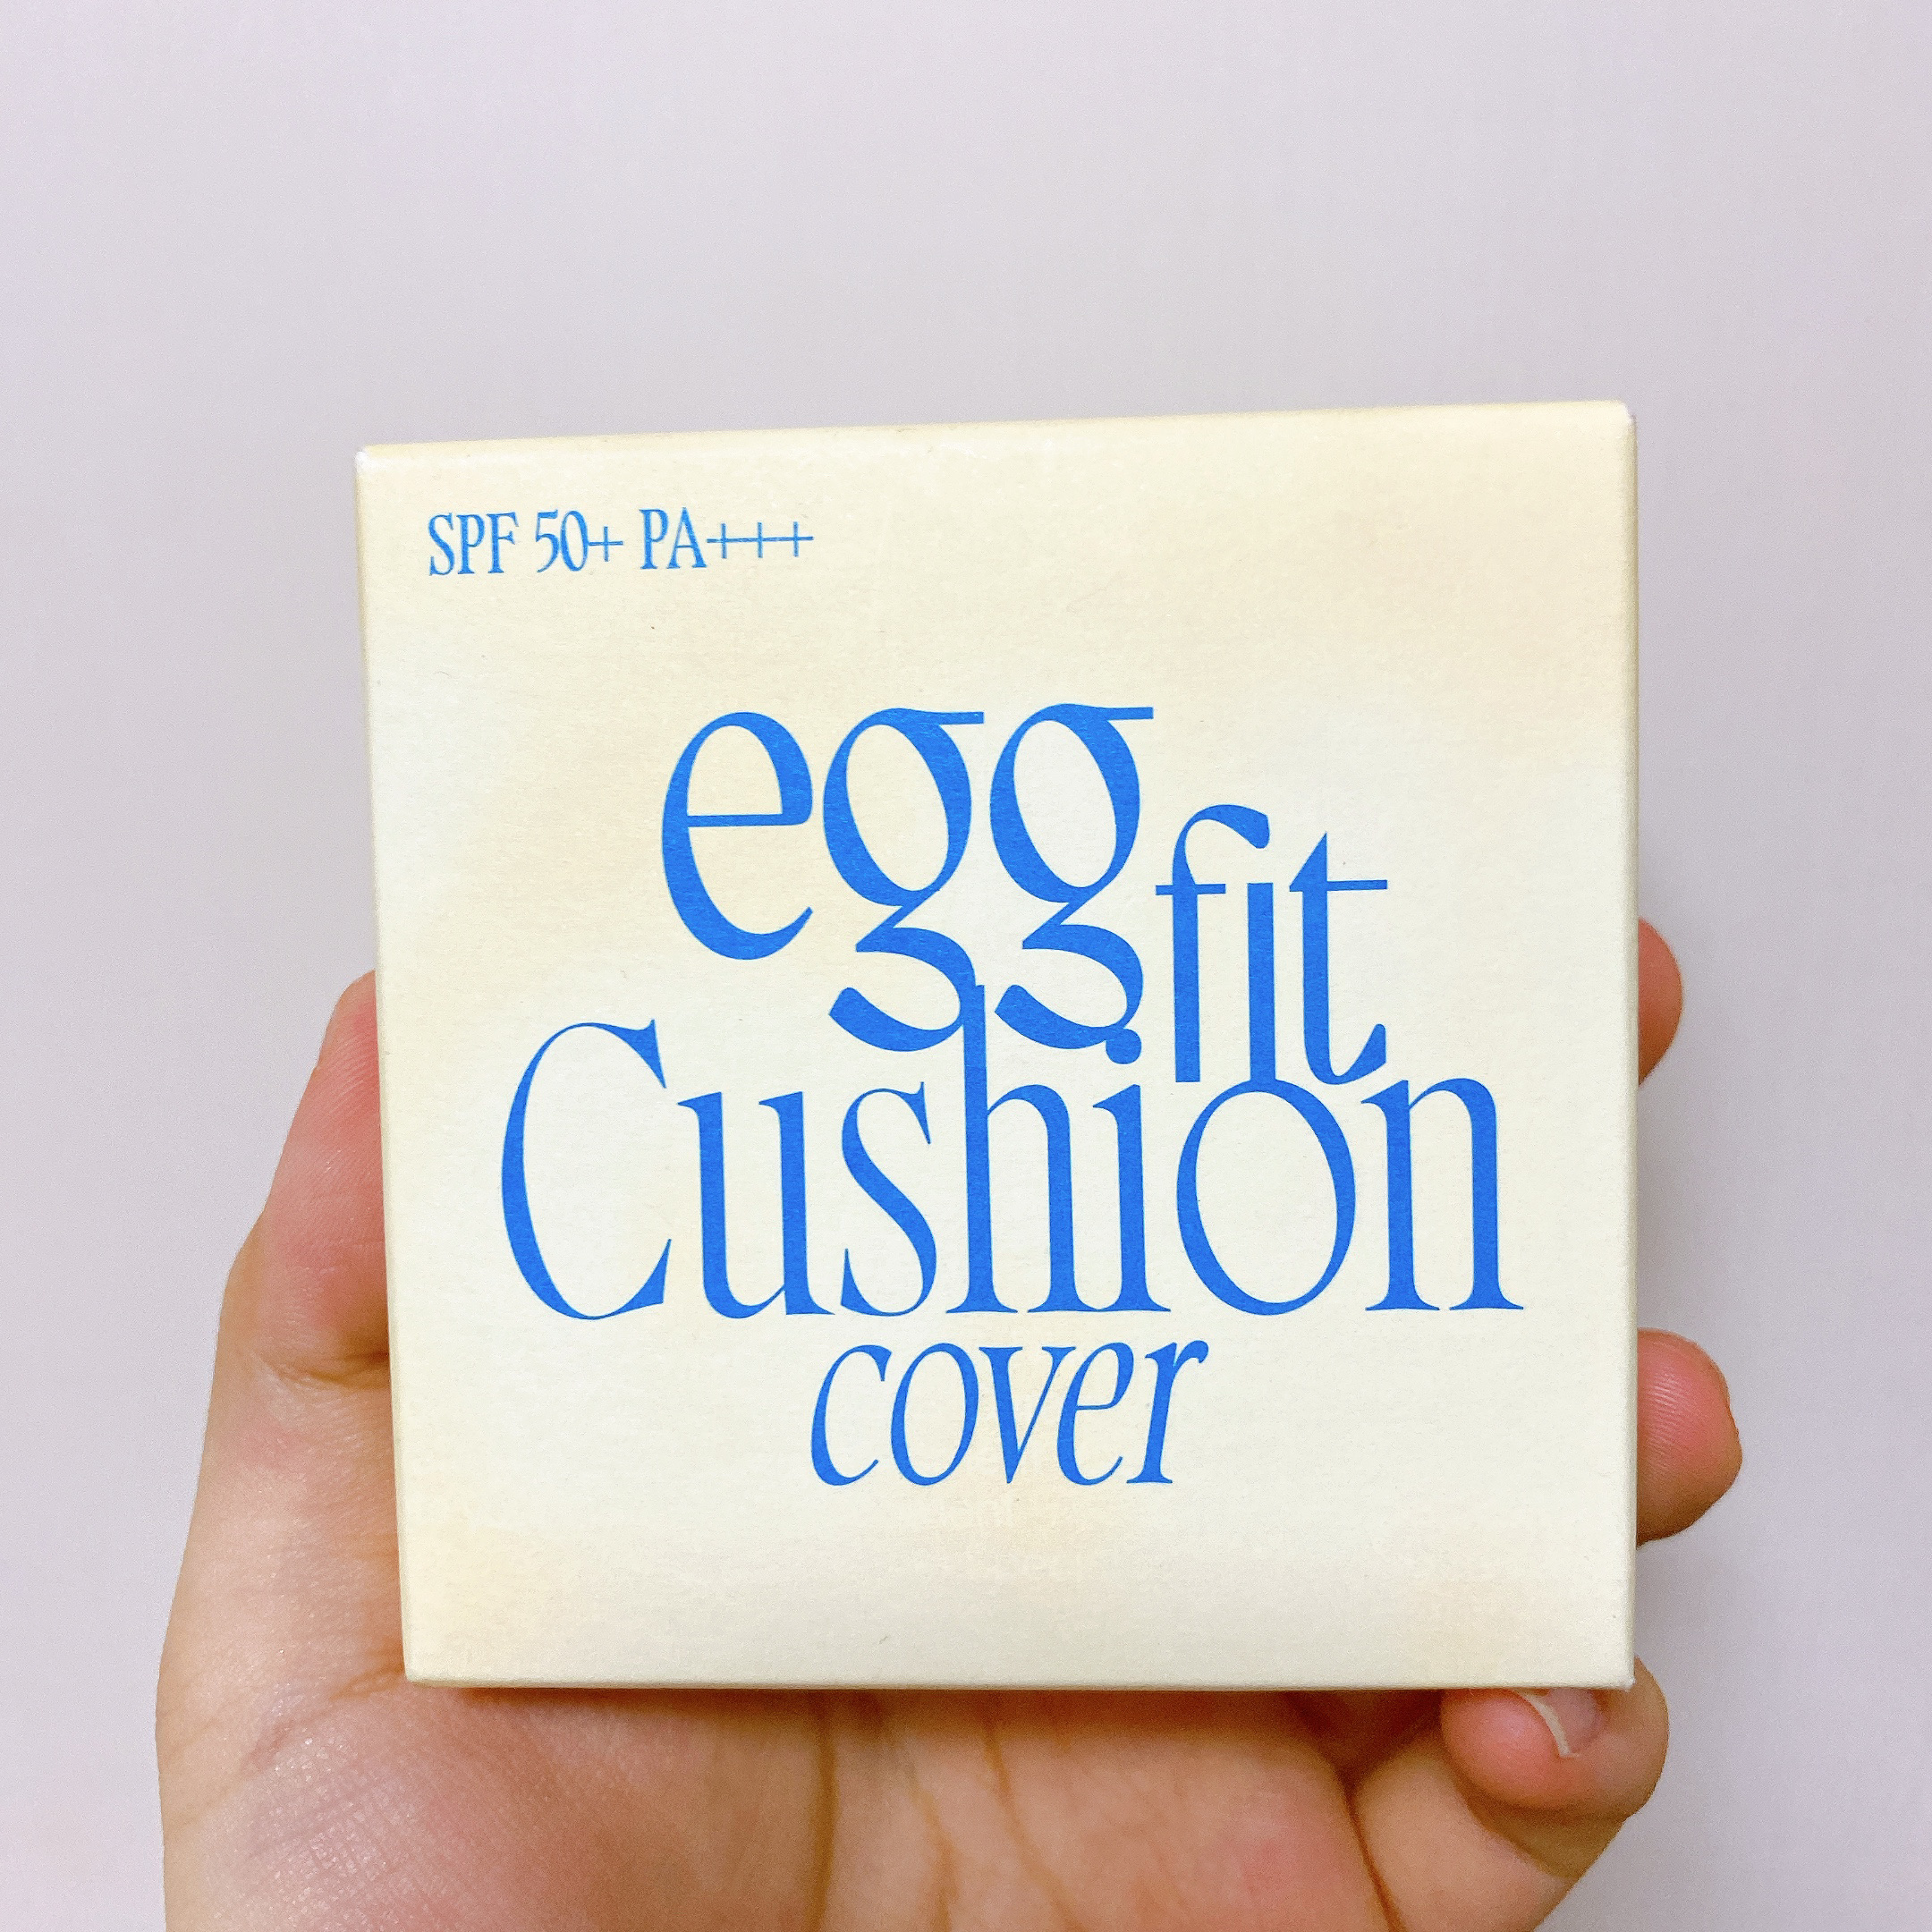 SPF 50+ PA+++
egg
fit
Cushion
cover